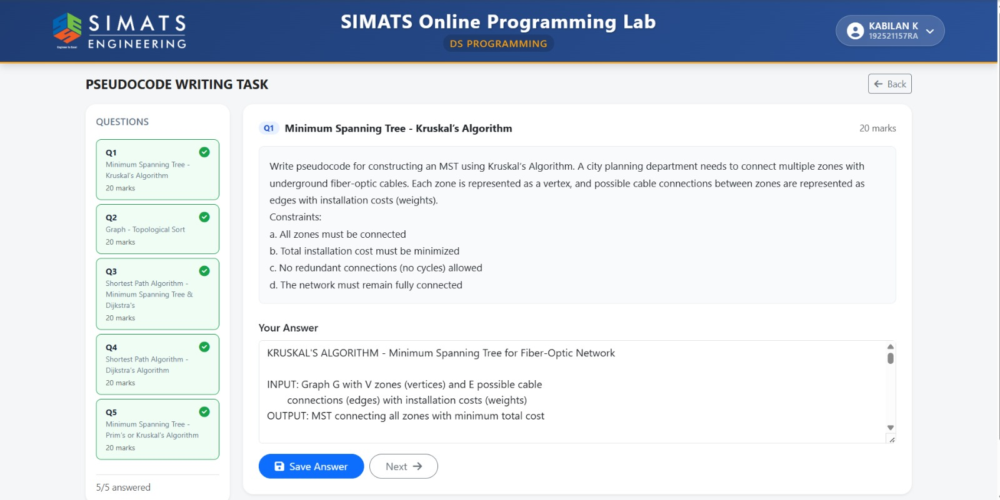 SIMATS
ENGINEERING
Engineer to Excel
SIMATS Online Programming Lab
DS PROGRAMMING
KABILAN K
192521157RA
PSEUDOCODE WRITING TASK
Back
QUESTIONS
Q1
Minimum Spanning Tree -
Kruskal's Algorithm
20 marks
Q2
Graph - Topological Sort
20 marks
Q3
Shortest Path Algorithm -
Minimum Spanning Tree &
Dijkstra's
20 marks
Q4
Shortest Path Algorithm -
Dijkstra's Algorithm
20 marks
Q5
Minimum Spanning Tree -
Prim's or Kruskal's Algorithm
20 marks
5/5 answered
Q1 Minimum Spanning Tree - Kruskal’s Algorithm
20 marks
Write pseudocode for constructing an MST using Kruskal’s Algorithm. A city planning department needs to connect multiple zones with
underground fiber-optic cables. Each zone is represented as a vertex, and possible cable connections between zones are represented as
edges with installation costs (weights).
Constraints:
a. All zones must be connected
b. Total installation cost must be minimized
c. No redundant connections (no cycles) allowed
d. The network must remain fully connected
Your Answer
KRUSKAL'S ALGORITHM - Minimum Spanning Tree for Fiber-Optic Network
INPUT: Graph G with V zones (vertices) and E possible cable
connections (edges) with installation costs (weights)
OUTPUT: MST connecting all zones with minimum total cost
Save Answer
Next